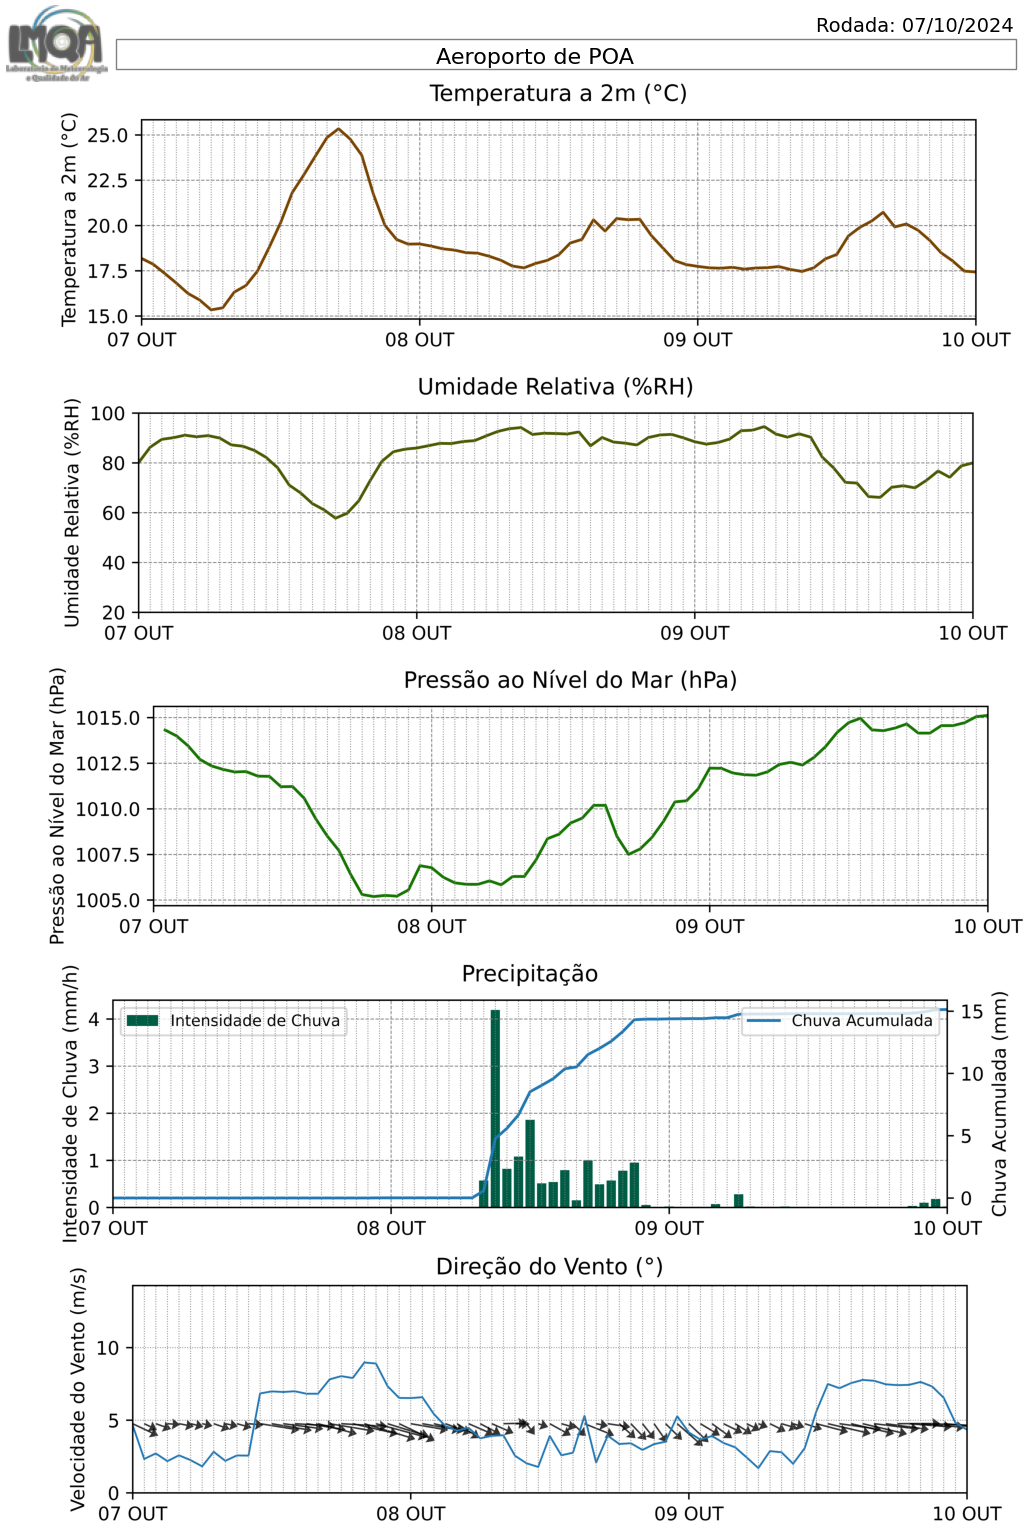 Rodada: 07/10/2024
LMQA
Laboratório de Meteorologia
e Qualidade do Ar
Aeroporto de POA
Temperatura a 2m (°C)
Temperatura a 2m (°C)
25.0
22.5
20.0
17.5
15.0
07 OUT 08 OUT 09 OUT 10 OUT
Umidade Relativa (%RH)
Umidade Relativa (%RH)
100
80
60
40
20
07 OUT 08 OUT 09 OUT 10 OUT
Pressão ao Nível do Mar (hPa)
Pressão ao Nível do Mar (hPa)
1015.0
1012.5
1010.0
1007.5
1005.0
07 OUT 08 OUT 09 OUT 10 OUT
Precipitação
Intensidade de Chuva (mm/h)
4
3
2
1
0
Intensidade de Chuva
Chuva Acumulada
15
10
5
0
Chuva Acumulada (mm)
07 OUT 08 OUT 09 OUT 10 OUT
Direção do Vento (°)
Velocidade do Vento (m/s)
10
5
0
07 OUT 08 OUT 09 OUT 10 OUT